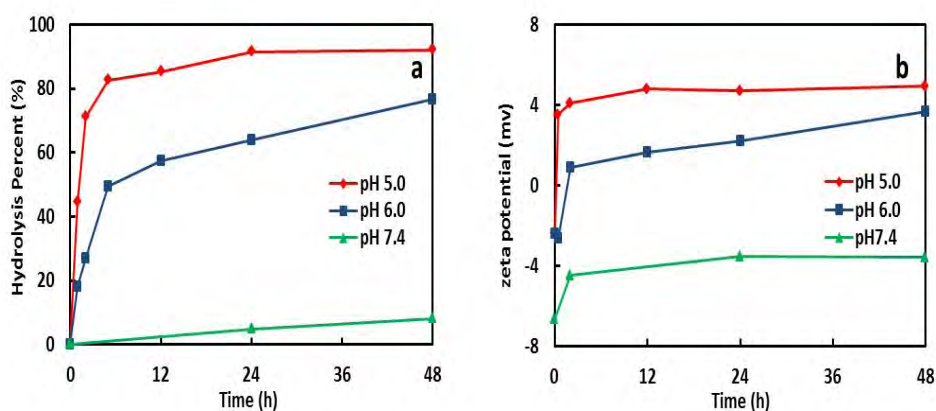 100
80
60
40
20
0
Hydrolysis Percent (%)
a
pH 5.0
pH 6.0
pH 7.4
0 12 24 36 48
Time (h)
8
4
0
-4
-8
zeta potential (mv)
b
pH 5.0
pH 6.0
pH7.4
0 12 24 36 48
Time (h)